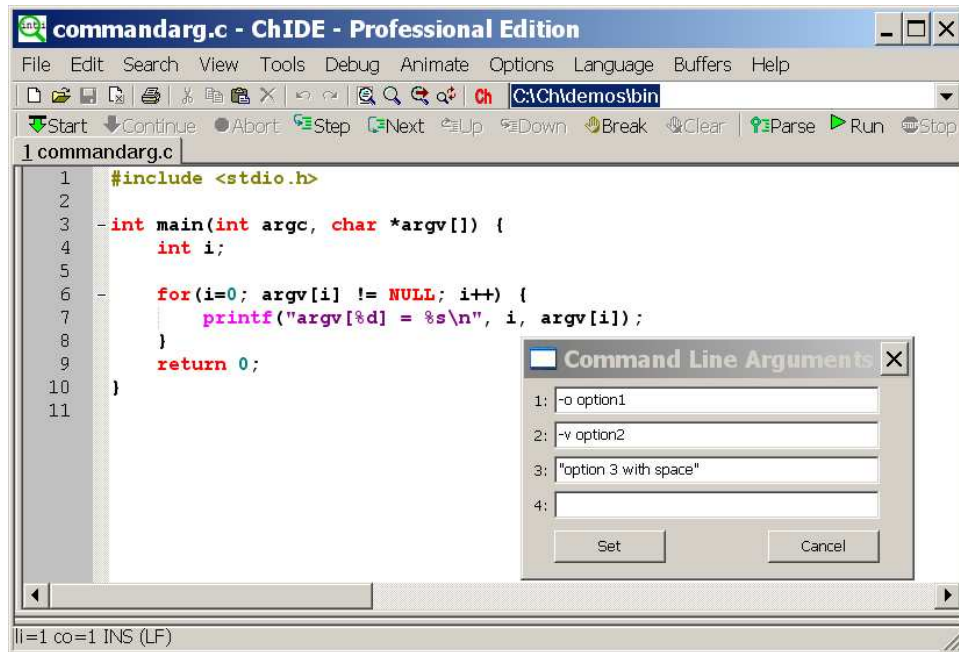 commandarg.c - ChIDE - Professional Edition
File Edit Search View Tools Debug Animate Options Language Buffers Help
Ch C:\Ch\demos\bin
Start Continue Abort Step Next Up Down Break Clear Parse Run Stop
1 commandarg.c
1 #include <stdio.h>
2
3 int main(int argc, char *argv[]) {
4 int i;
5
6 for(i=0; argv[i] != NULL; i++) {
7 printf("argv[%d] = %s\n", i, argv[i]);
8 }
9 return 0;
10 }
11
Command Line Arguments
1: -o option1
2: -v option2
3: "option 3 with space"
4:
Set Cancel
li=1 co=1 INS (LF)